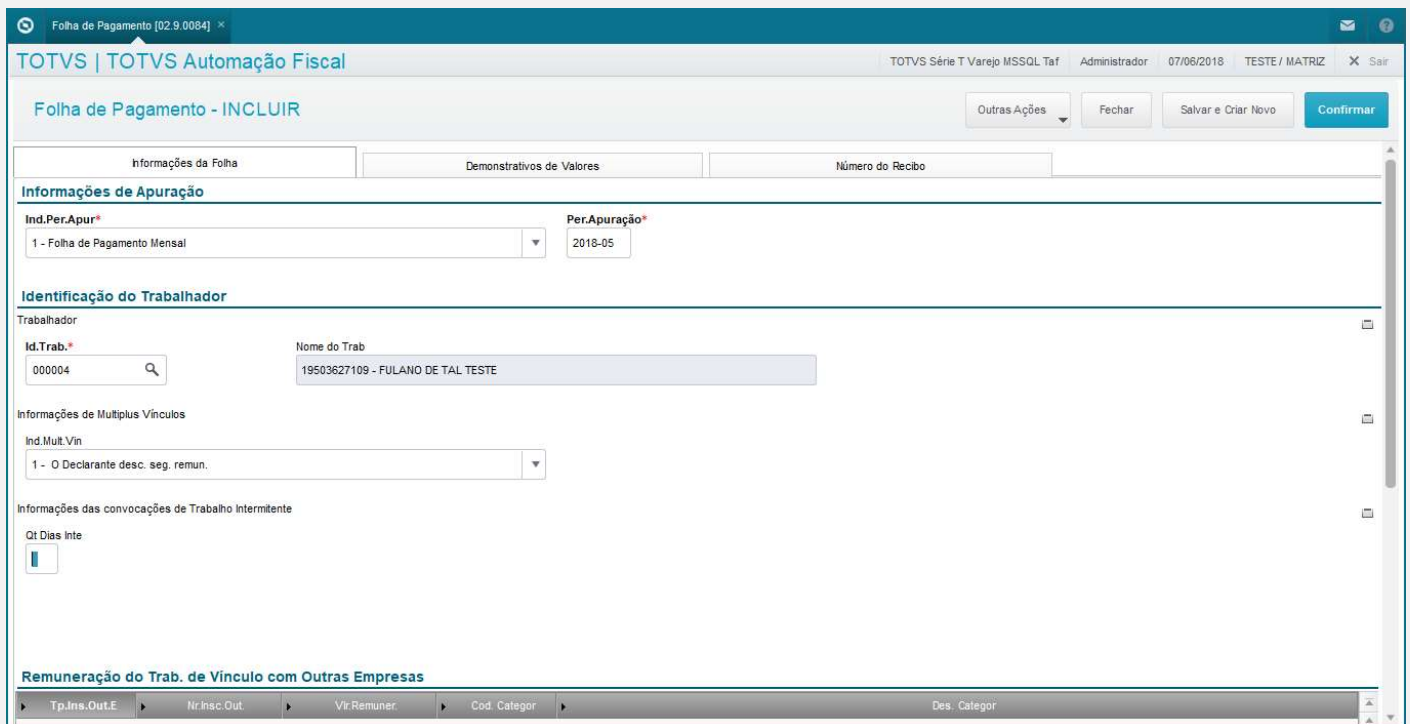 Folha de Pagamento [02.9.0084] ×
TOTVS | TOTVS Automação Fiscal
TOTVS Série T Varejo MSSQL Taf Administrador 07/06/2018 TESTE / MATRIZ X Sair
Folha de Pagamento - INCLUIR
Outras Ações Fechar Salvar e Criar Novo Confirmar
Informações da Folha Demonstrativos de Valores Número do Recibo
Informações de Apuração
Ind.Per.Apur* Per.Apuração*
1 - Folha de Pagamento Mensal 2018-05
Identificação do Trabalhador
Trabalhador
Id.Trab.* Nome do Trab
000004 19503627109 - FULANO DE TAL TESTE
Informações de Multiplus Vínculos
Ind.Mult.Vin
1 - O Declarante desc. seg. remun.
Informações das convocações de Trabalho Intermitente
Qt Dias Inte
Remuneração do Trab. de Vínculo com Outras Empresas
Tp.Ins.Out.E Nr.Insc.Out. Vlr.Remuner. Cod. Categor Des. Categor